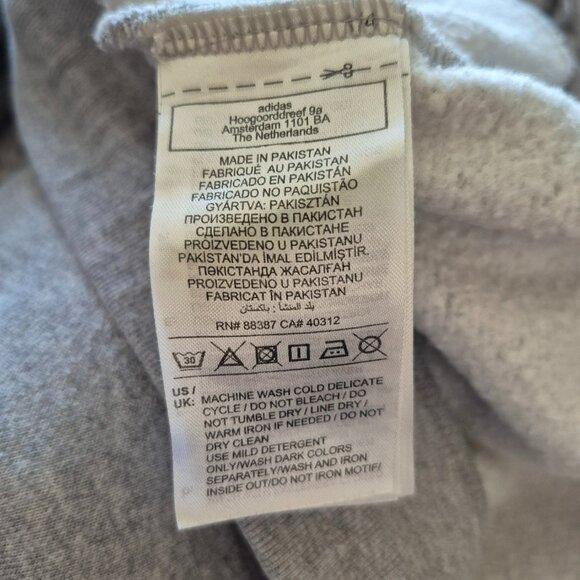 adidas
Hoogoorddreef 9a
Amsterdam 1101 BA
The Netherlands
MADE IN PAKISTAN
FABRIQUÉ AU PAKISTAN
FABRICADO EN PAKISTÁN
FABRICADO NO PAQUISTÃO
GYÁRTVA: PAKISZTÁN
ПРОИЗВЕДЕНО В ПАКИСТАН
СДЕЛАНО В ПАКИСТАНЕ
PROIZVEDENO U PAKISTANU
PAKİSTAN'DA İMAL EDİLMİŞTİR.
ПӘКІСТАНДА ЖАСАЛҒАН
PROIZVEDENO U PAKISTANU
FABRICAT ÎN PAKISTAN
بلد المنشأ : باكستان
RN# 88387 CA# 40312
30
US / UK: MACHINE WASH COLD DELICATE
CYCLE / DO NOT BLEACH / DO
NOT TUMBLE DRY / LINE DRY /
WARM IRON IF NEEDED / DO NOT
DRY CLEAN
USE MILD DETERGENT
ONLY/WASH DARK COLORS
SEPARATELY/WASH AND IRON
INSIDE OUT/DO NOT IRON MOTIF/